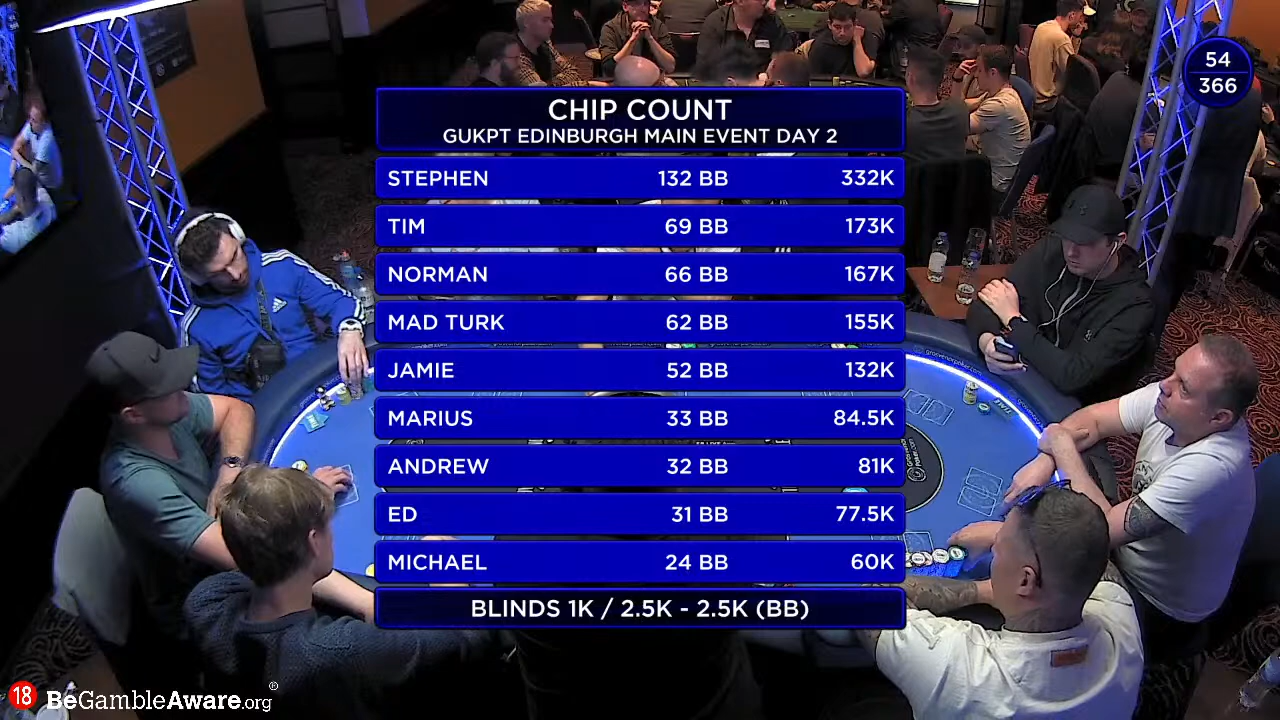 54
366
CHIP COUNT
GUKPT EDINBURGH MAIN EVENT DAY 2
STEPHEN 132 BB 332K
TIM 69 BB 173K
NORMAN 66 BB 167K
MAD TURK 62 BB 155K
JAMIE 52 BB 132K
MARIUS 33 BB 84.5K
ANDREW 32 BB 81K
ED 31 BB 77.5K
MICHAEL 24 BB 60K
BLINDS 1K / 2.5K - 2.5K (BB)
18 BeGambleAware.org®